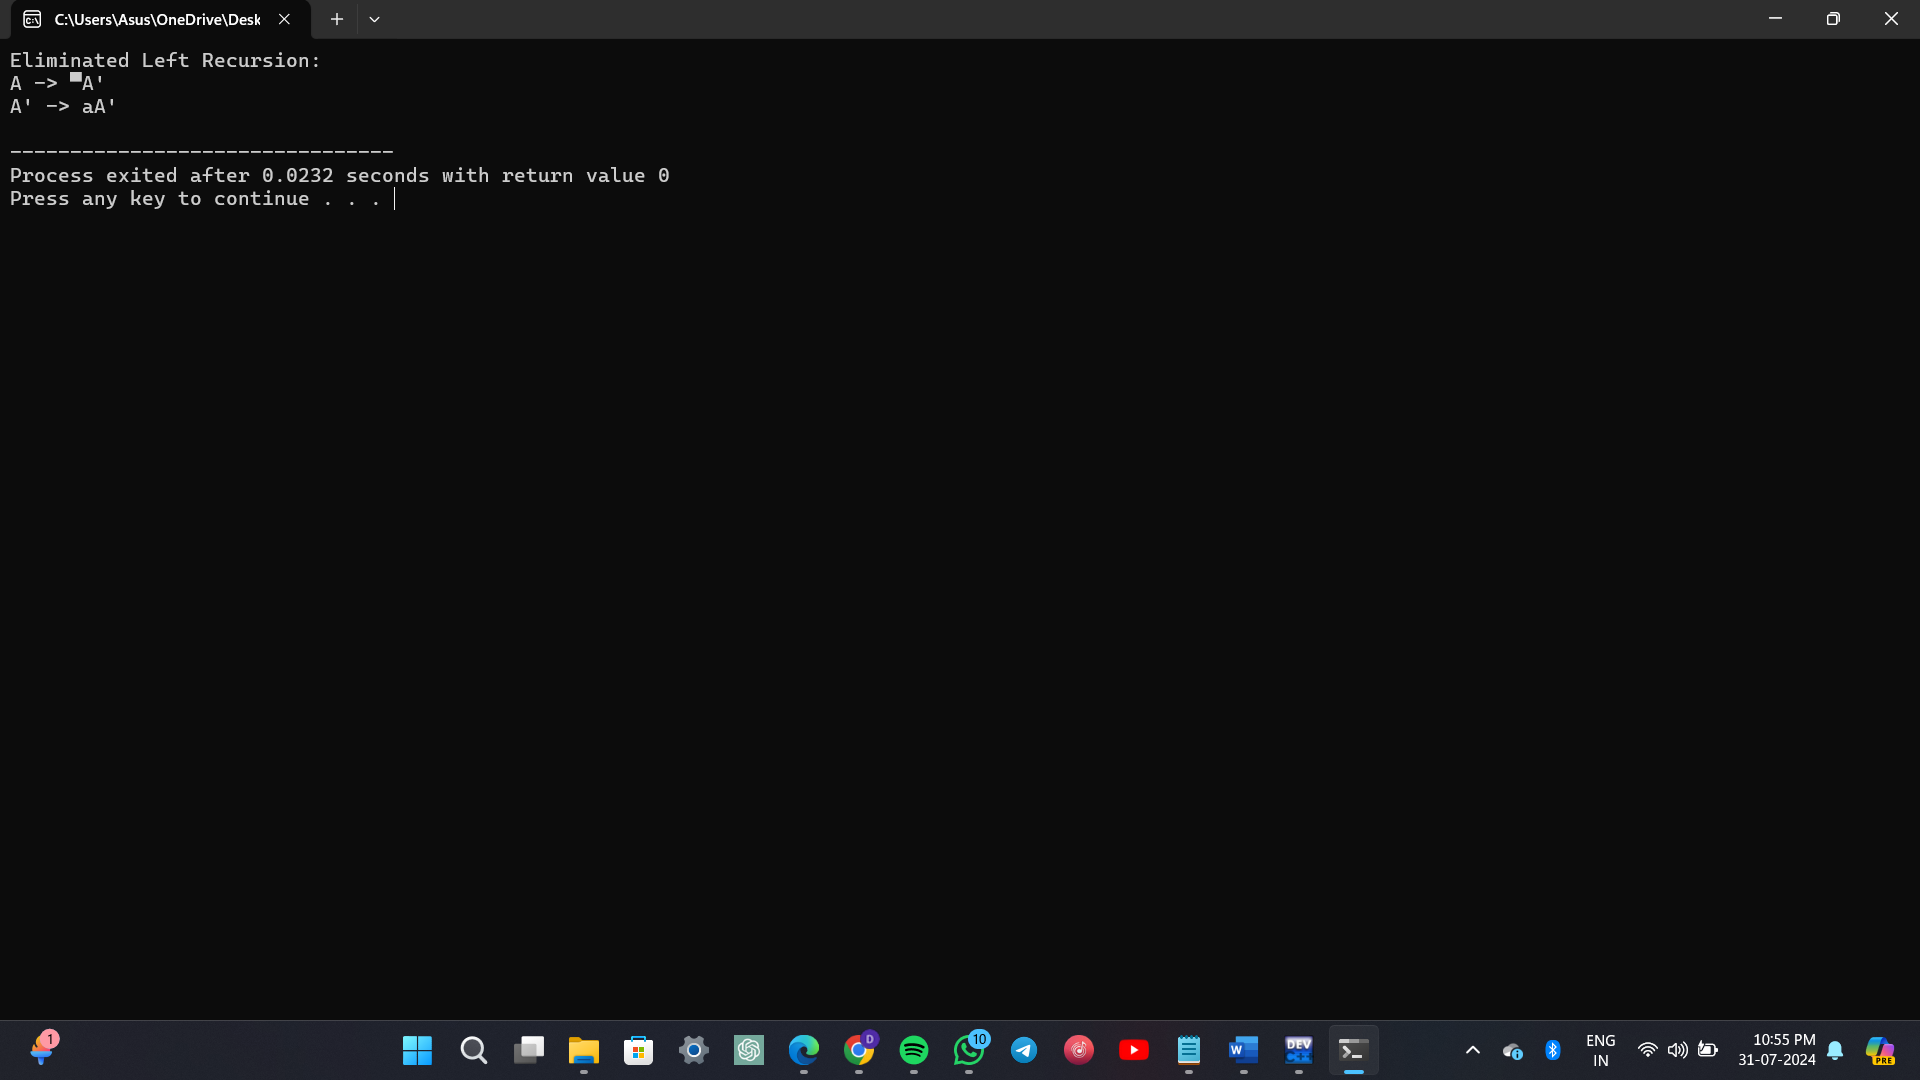 C:\Users\Asus\OneDrive\Desk
Eliminated Left Recursion:
A -> ▀A'
A' -> aA'
--------------------------------
Process exited after 0.0232 seconds with return value 0
Press any key to continue . . .
1
D
10
W
DEV
C++
ENG
IN
10:55 PM
31-07-2024
PRE